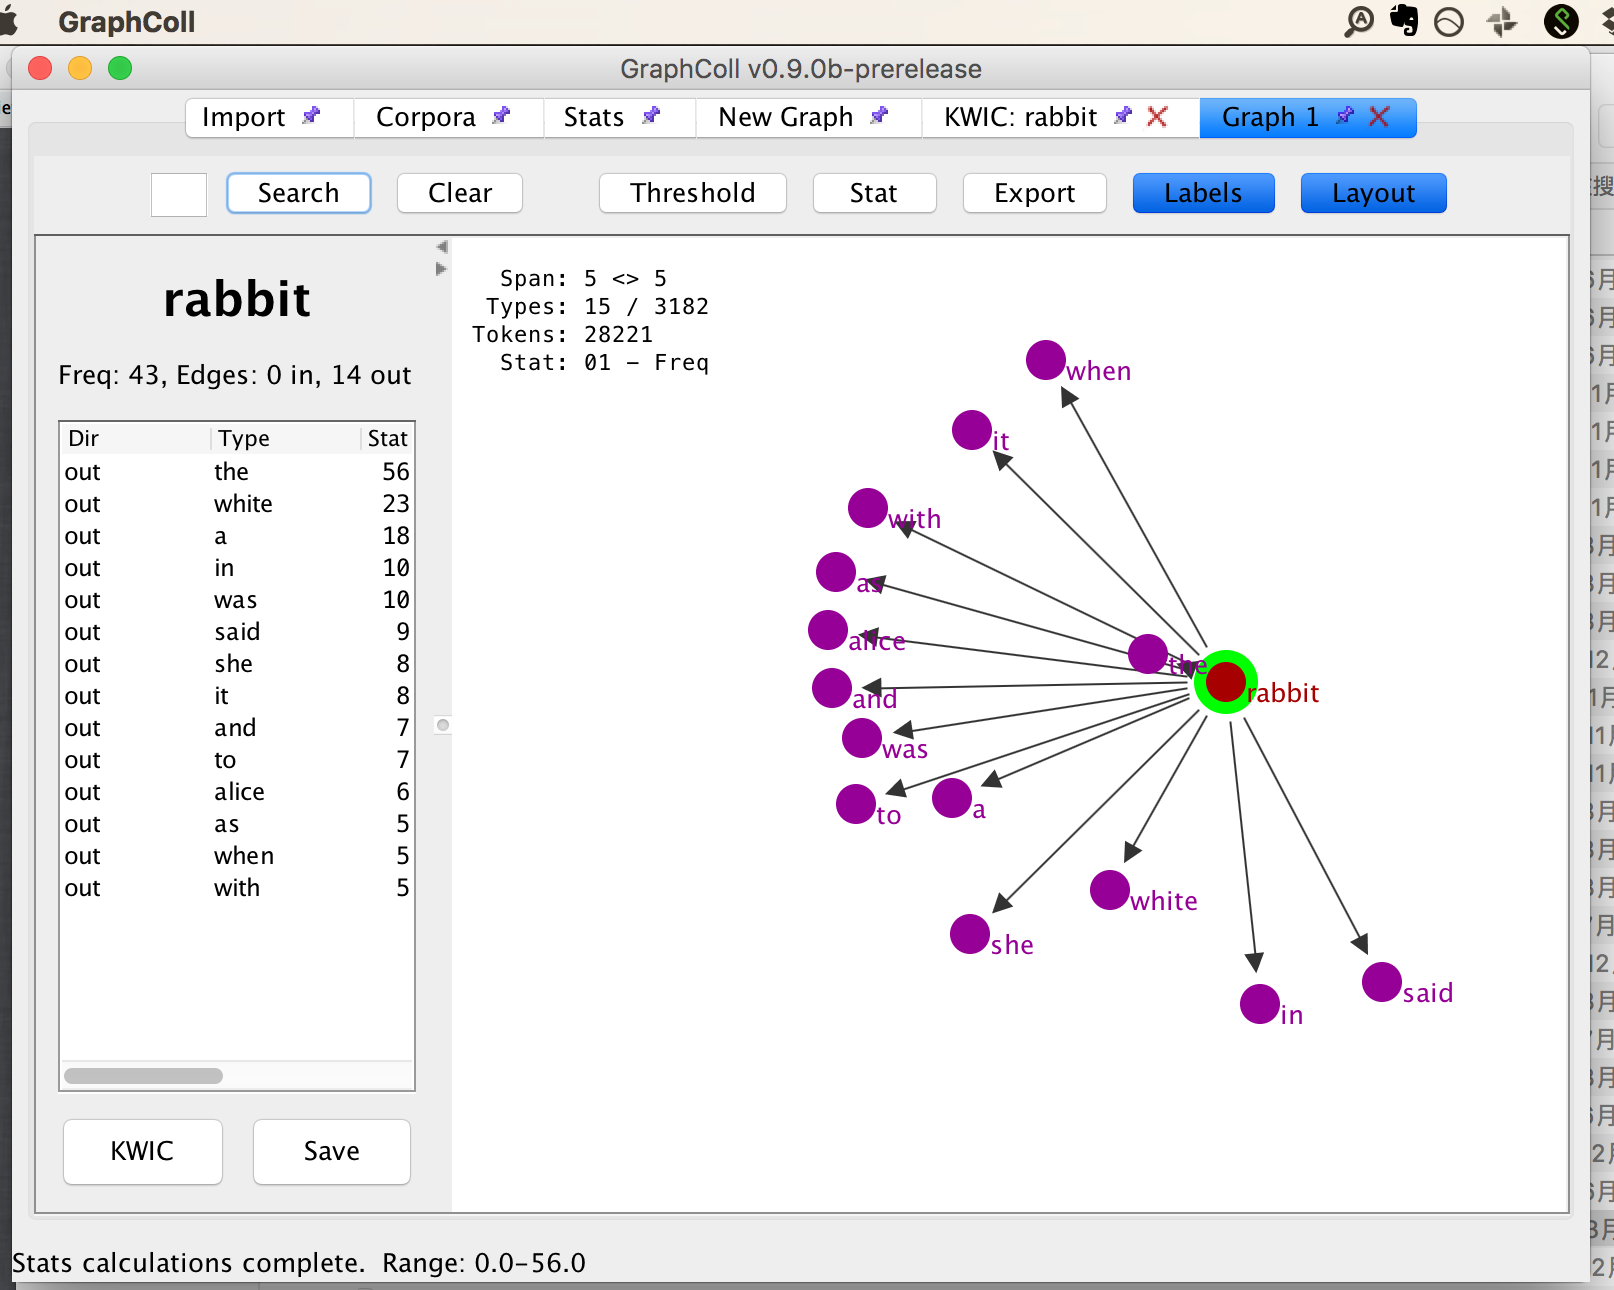 GraphColl
GraphColl v0.9.0b-prerelease
Import Corpora Stats New Graph KWIC: rabbit Graph 1
Search Clear Threshold Stat Export Labels Layout
rabbit
Freq: 43, Edges: 0 in, 14 out
Dir Type Stat
out the 56
out white 23
out a 18
out in 10
out was 10
out said 9
out she 8
out it 8
out and 7
out to 7
out alice 6
out as 5
out when 5
out with 5
KWIC Save
Span: 5 <> 5
Types: 15 / 3182
Tokens: 28221
Stat: 01 – Freq
when
it
with
as
alice
the
rabbit
and
was
to
a
white
she
said
in
Stats calculations complete. Range: 0.0–56.0
搜